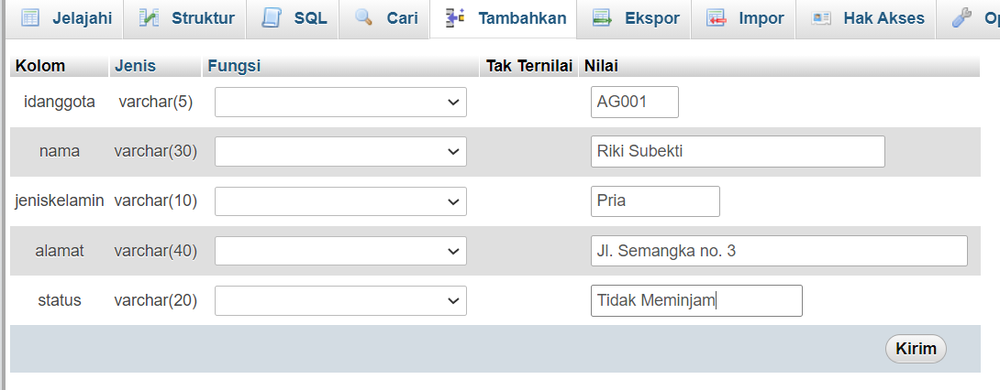 Jelajahi Struktur SQL Cari Tambahkan Ekspor Impor Hak Akses Op
Kolom Jenis Fungsi Tak Ternilai Nilai
idanggota varchar(5) AG001
nama varchar(30) Riki Subekti
jeniskelamin varchar(10) Pria
alamat varchar(40) Jl. Semangka no. 3
status varchar(20) Tidak Meminjam
Kirim